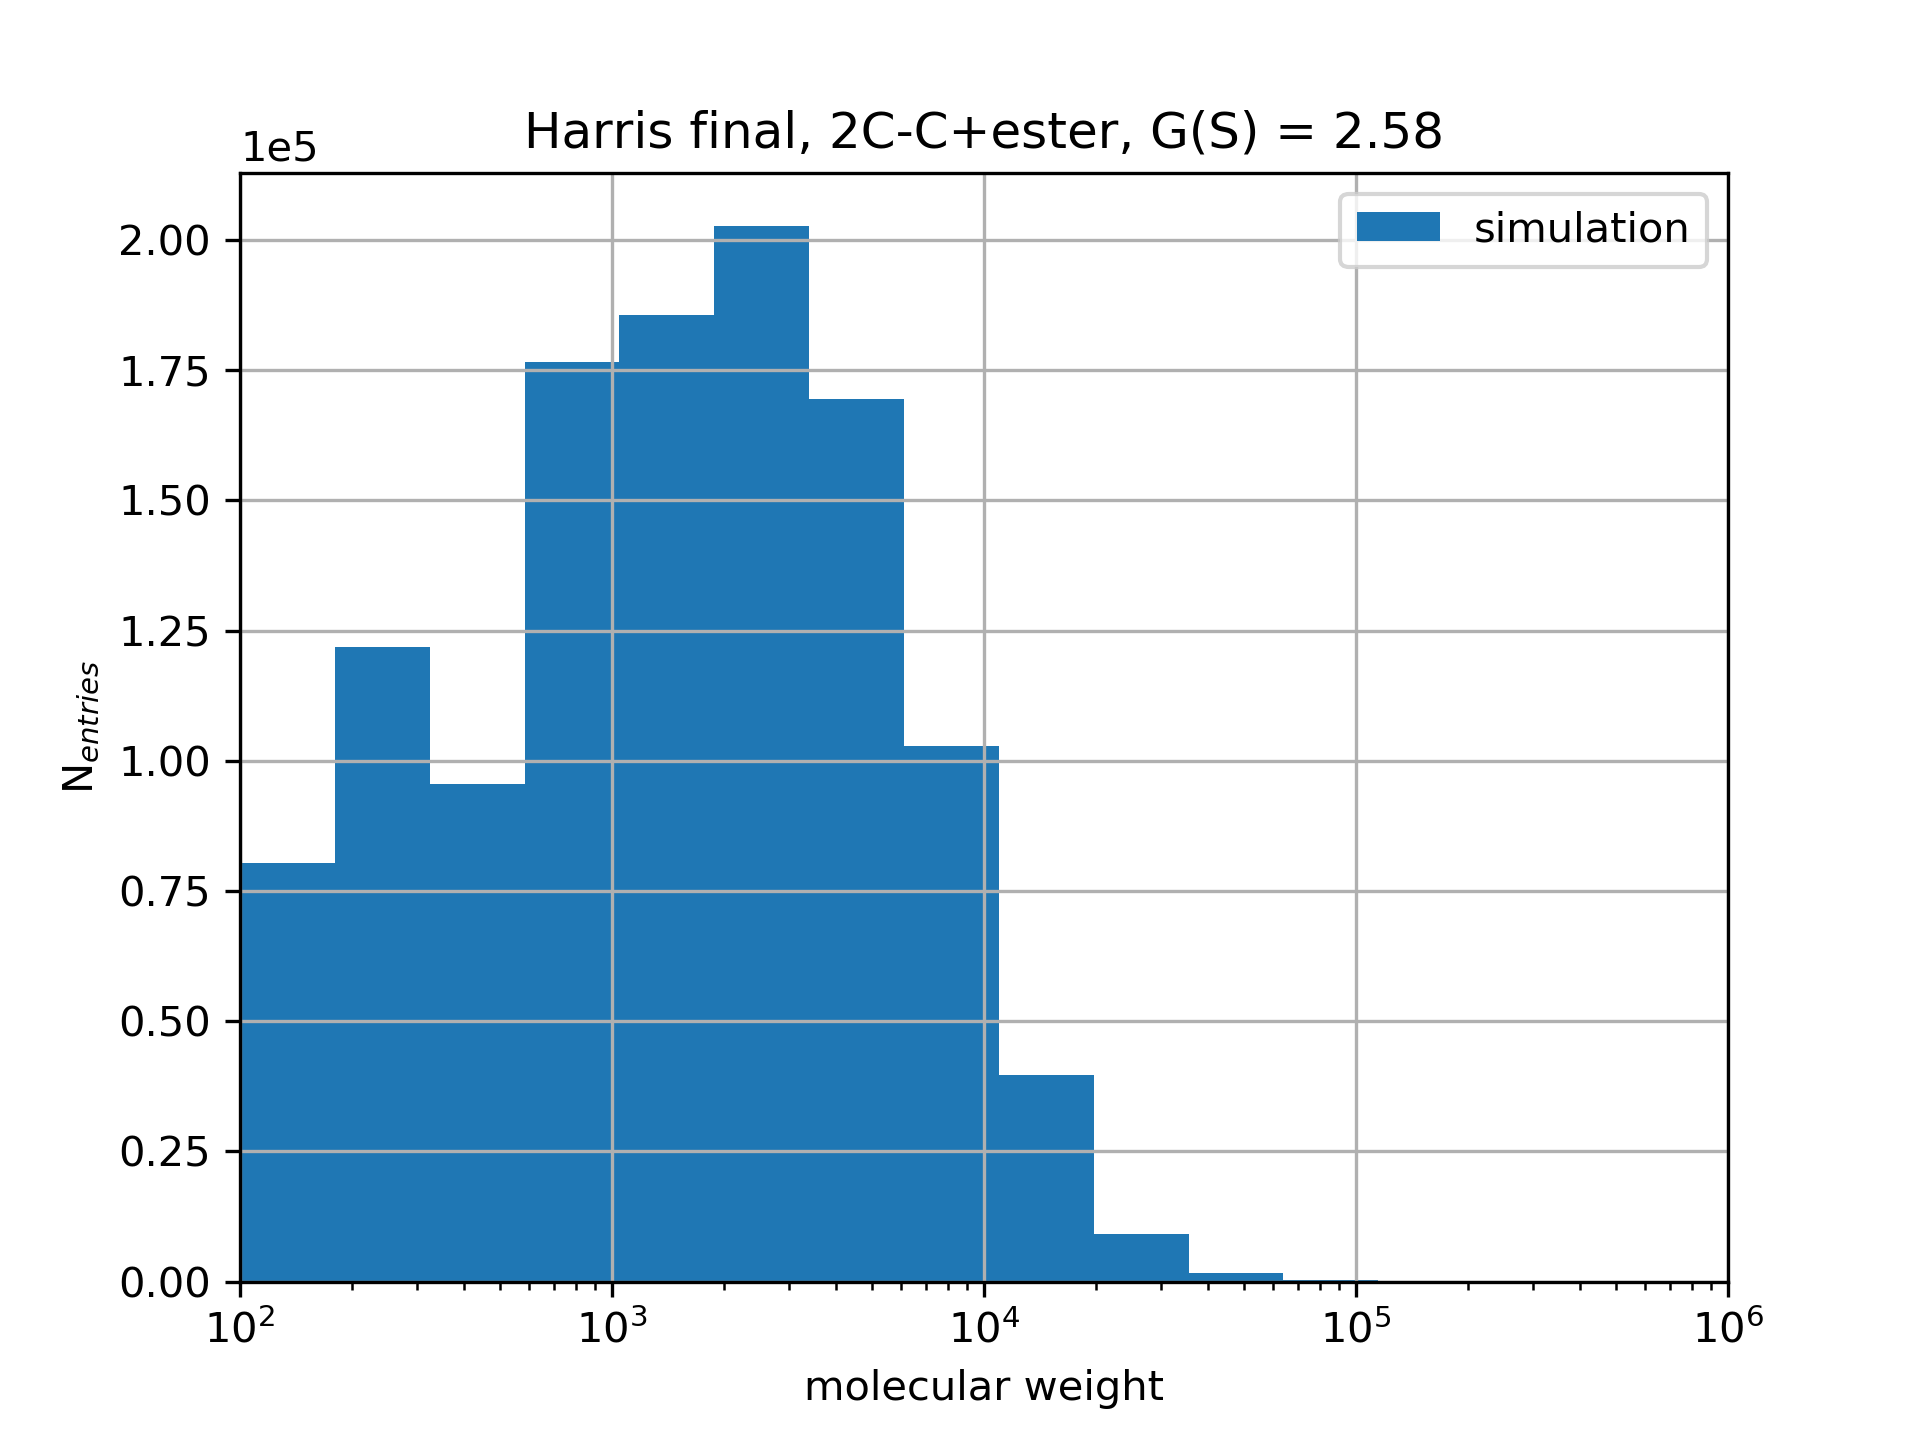 Harris final, 2C-C+ester, G(S) = 2.58
1e5
simulation
2.00
1.75
1.50
1.25
1.00
0.75
0.50
0.25
0.00
N_{entries}
10^2 10^3 10^4 10^5 10^6
molecular weight